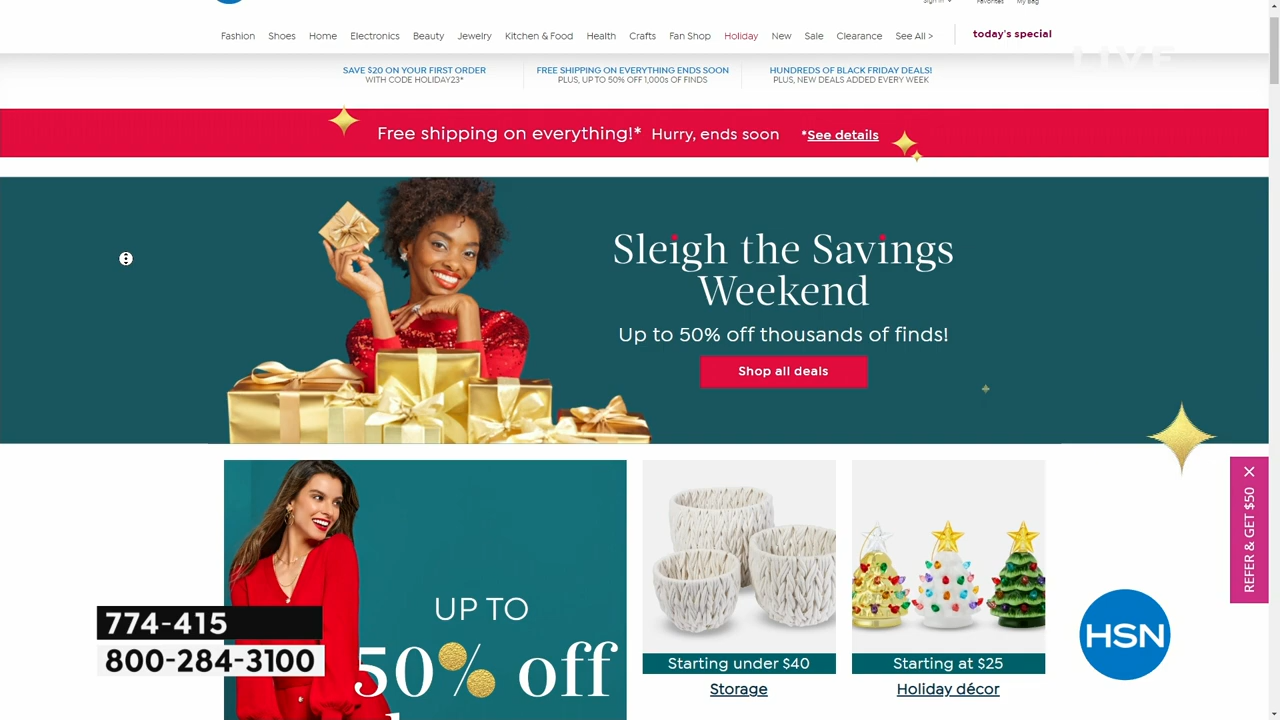 Sign In
Favorites
My Bag
Fashion Shoes Home Electronics Beauty Jewelry Kitchen & Food Health Crafts Fan Shop Holiday New Sale Clearance See All > today's special
LIVE
SAVE $20 ON YOUR FIRST ORDER
WITH CODE HOLIDAY23*
FREE SHIPPING ON EVERYTHING ENDS SOON
PLUS, UP TO 50% OFF 1,000s OF FINDS
HUNDREDS OF BLACK FRIDAY DEALS!
PLUS, NEW DEALS ADDED EVERY WEEK
Free shipping on everything!* Hurry, ends soon *See details
Sleigh the Savings
Weekend
Up to 50% off thousands of finds!
Shop all deals
REFER & GET $50
UP TO
50% off
Starting under $40
Storage
Starting at $25
Holiday décor
774-415
800-284-3100
HSN